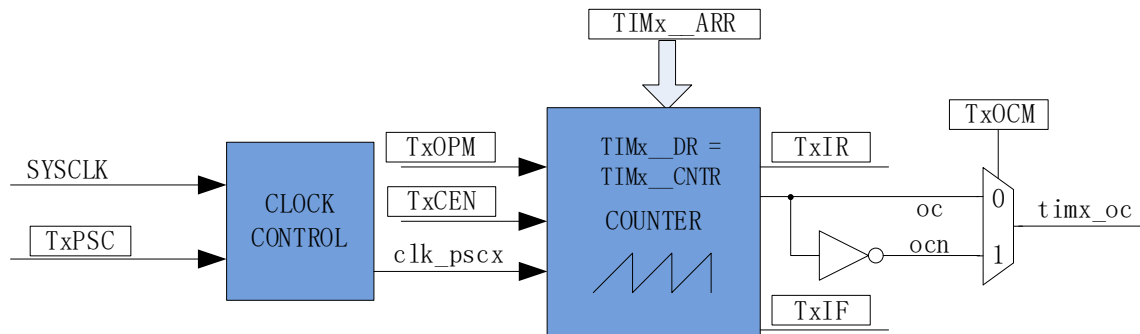 TIMx__ARR
TxOCM
TxOPM
TIMx__DR =
TIMx__CNTR
TxIR
SYSCLK
TxCEN
CLOCK
CONTROL
COUNTER
oc
0
timx_oc
TxPSC
clk_pscx
ocn
1
TxIF